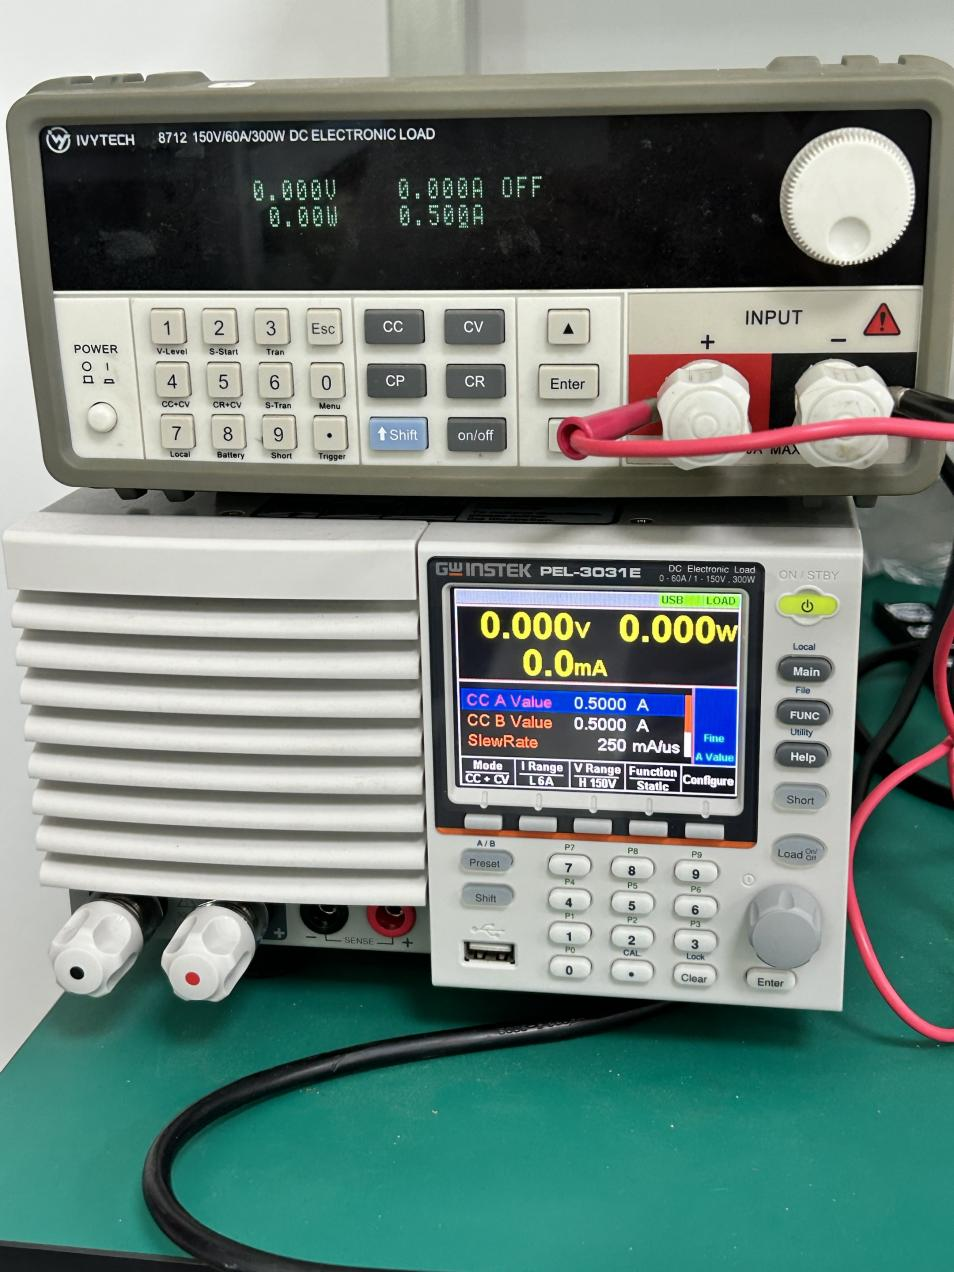 IVYTECH 8712 150V/60A/300W DC ELECTRONIC LOAD
0.000V 0.000A OFF
0.00W 0.500A
POWER
O I
1 2 3 Esc
V-Level S-Start Tran
4 5 6 0
CC+CV CR+CV S-Tran Menu
7 8 9 •
Local Battery Short Trigger
CC CV
CP CR
Shift on/off
▲
Enter
INPUT
+ −
MAX
GWINSTEK PEL-3031E DC Electronic Load
0 - 60A / 1 - 150V , 300W
USB LOAD
0.000V 0.000W
0.0mA
CC A Value 0.5000 A
CC B Value 0.5000 A
SlewRate 250 mA/us
Fine
A Value
Mode I Range V Range Function Configure
CC + CV L 6A H 150V Static
ON / STBY
Local
Main
File
FUNC
Utility
Help
Short
Load On/Off
A / B
Preset
Shift
P7 P8 P9
7 8 9
P4 P5 P6
4 5 6
P1 P2 P3
1 2 3
P0 CAL Lock
0 • Clear
Enter
− SENSE +
+